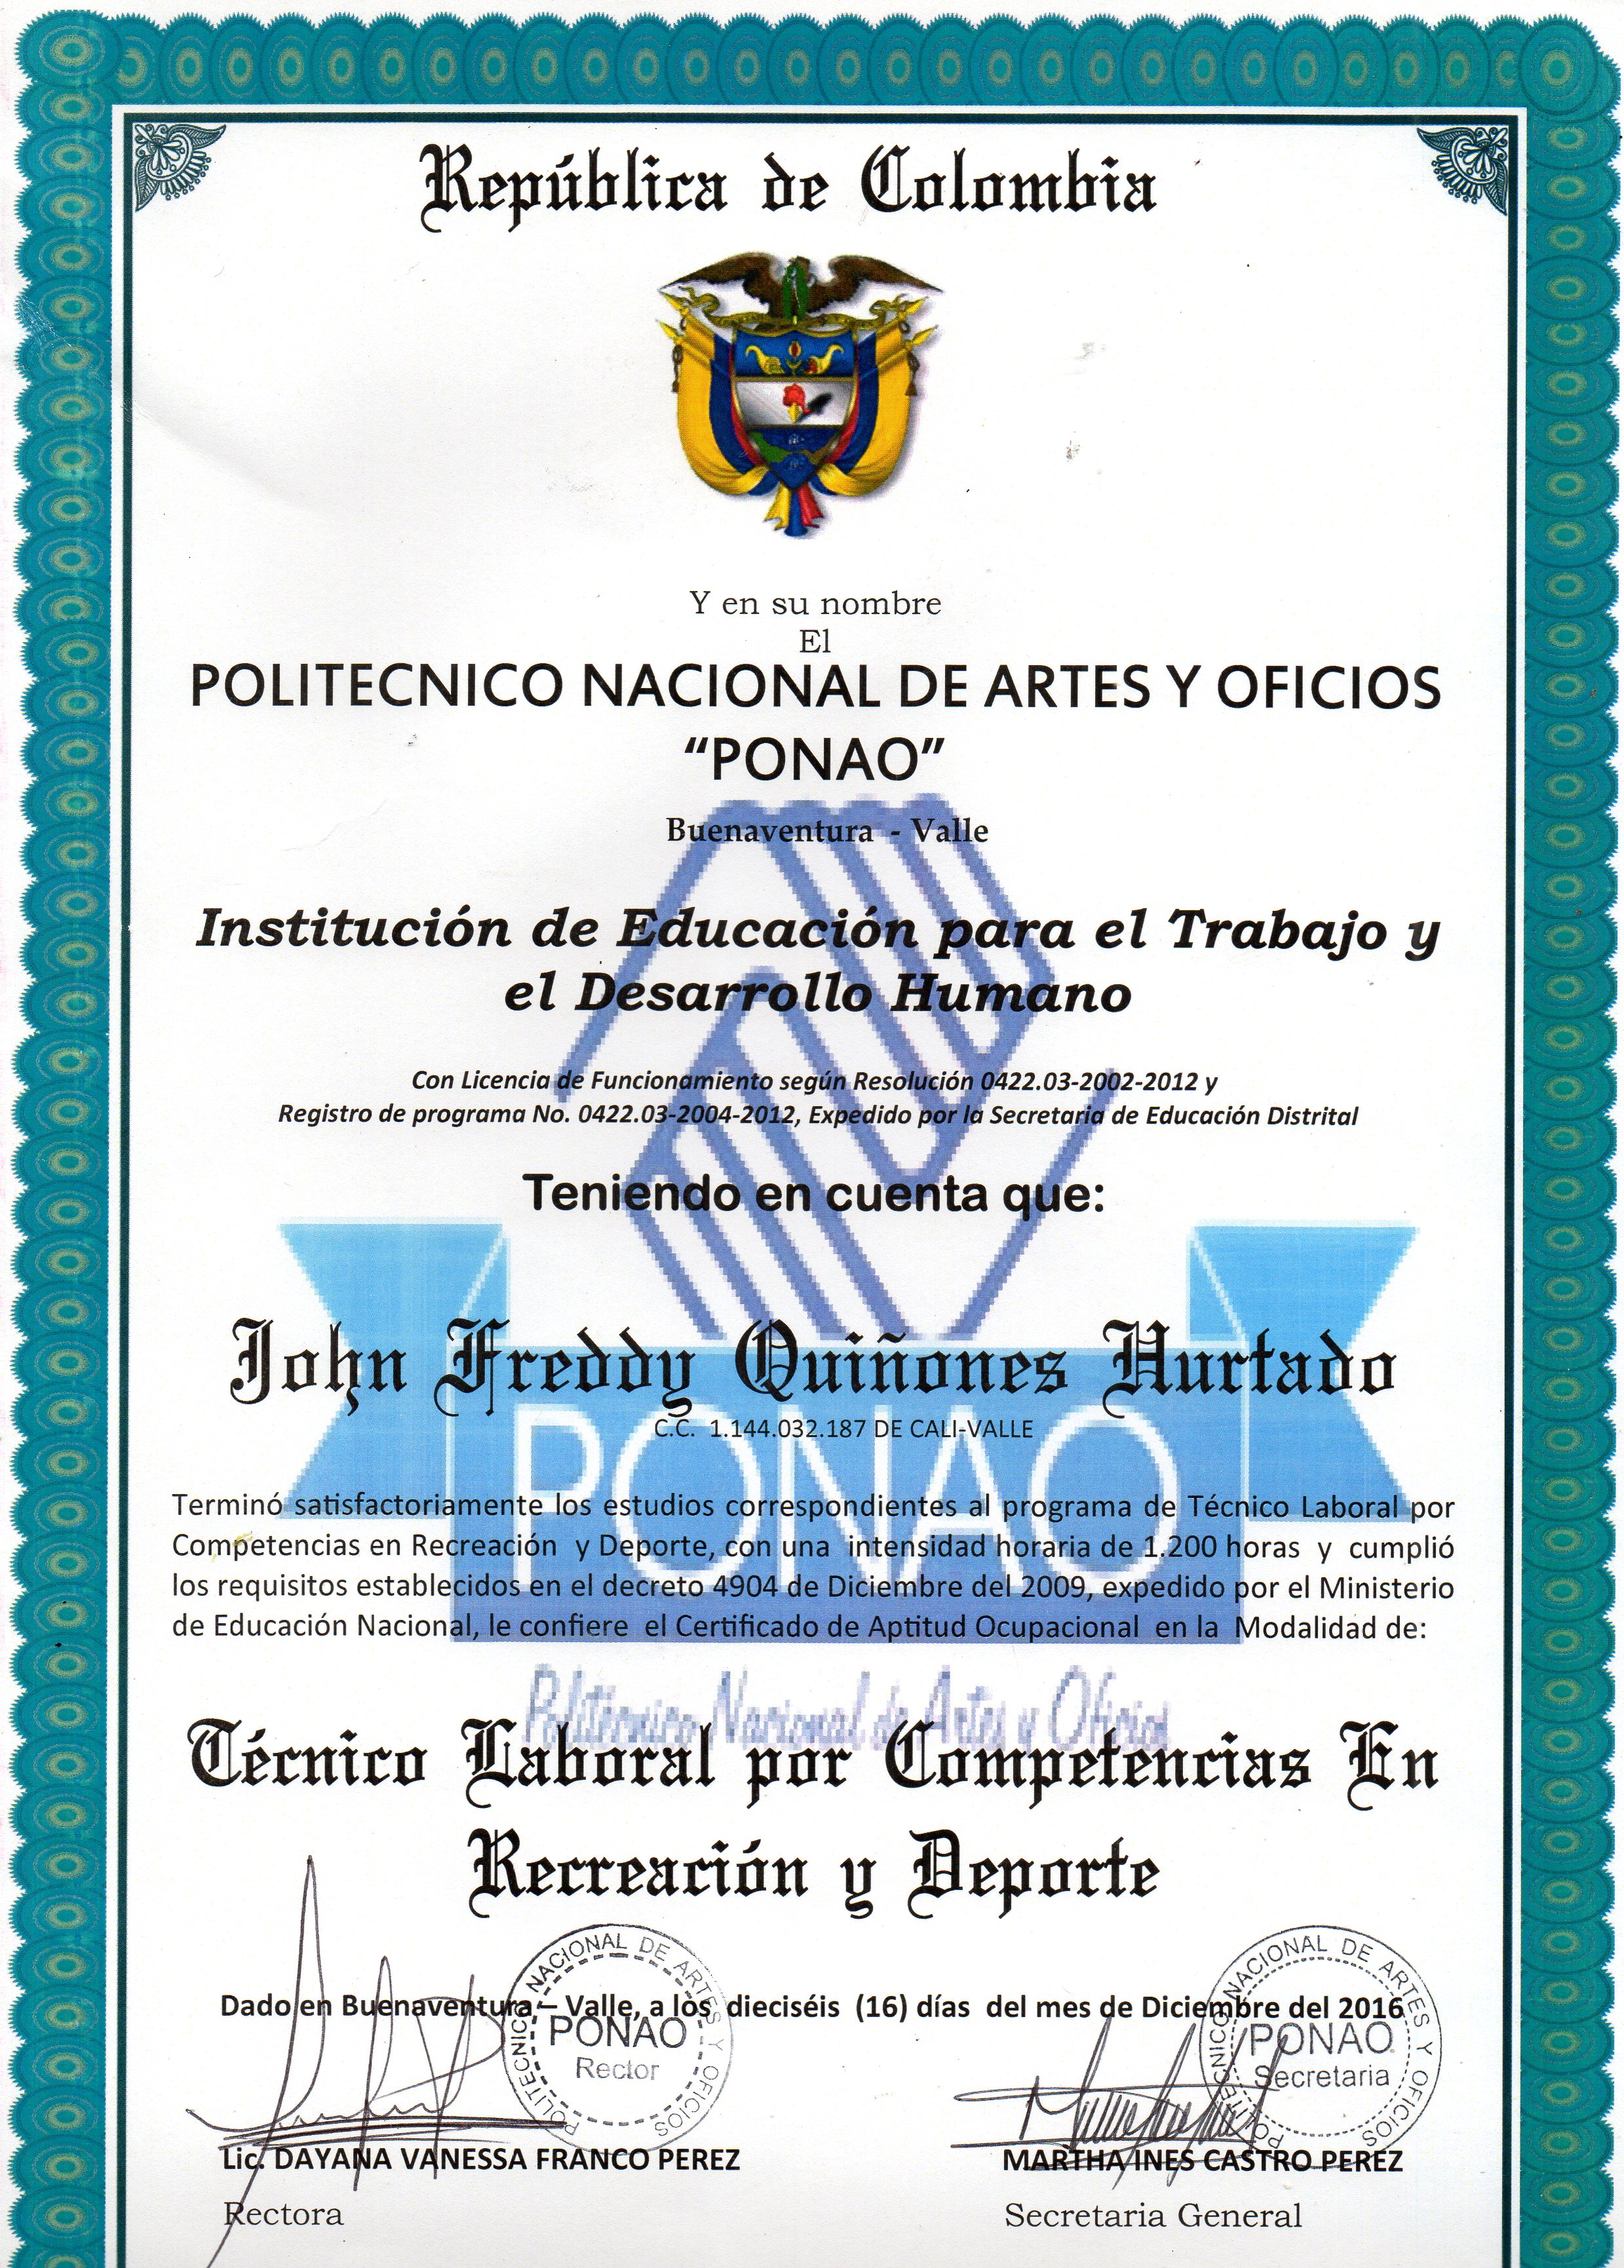 República de Colombia
Y en su nombre
El
POLITECNICO NACIONAL DE ARTES Y OFICIOS
“PONAO”
Buenaventura - Valle
Institución de Educación para el Trabajo y
el Desarrollo Humano
Con Licencia de Funcionamiento según Resolución 0422.03-2002-2012 y
Registro de programa No. 0422.03-2004-2012, Expedido por la Secretaria de Educación Distrital
Teniendo en cuenta que:
John Freddy Quiñones Hurtado
C.C. 1.144.032.187 DE CALI-VALLE
PONAO
Terminó satisfactoriamente los estudios correspondientes al programa de Técnico Laboral por
Competencias en Recreación y Deporte, con una intensidad horaria de 1.200 horas y cumplió
los requisitos establecidos en el decreto 4904 de Diciembre del 2009, expedido por el Ministerio
de Educación Nacional, le confiere el Certificado de Aptitud Ocupacional en la Modalidad de:
Politécnico Nacional de Artes y Oficios
Técnico Laboral por Competencias En
Recreación y Deporte
Dado en Buenaventura – Valle, a los dieciséis (16) días del mes de Diciembre del 2016
POLITECNICO NACIONAL DE ARTES Y OFICIOS
PONAO
Rector
POLITECNICO NACIONAL DE ARTES Y OFICIOS
PONAO
Secretaria
Lic. DAYANA VANESSA FRANCO PEREZ
Rectora
MARTHA INES CASTRO PEREZ
Secretaria General